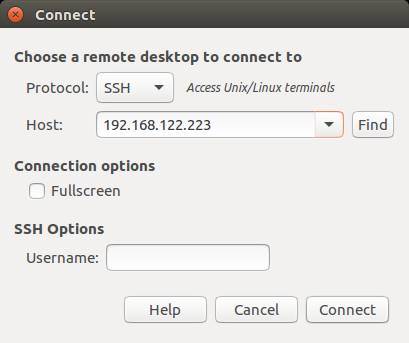 Connect
Choose a remote desktop to connect to
Protocol: SSH Access Unix/Linux terminals
Host: 192.168.122.223 Find
Connection options
Fullscreen
SSH Options
Username:
Help Cancel Connect